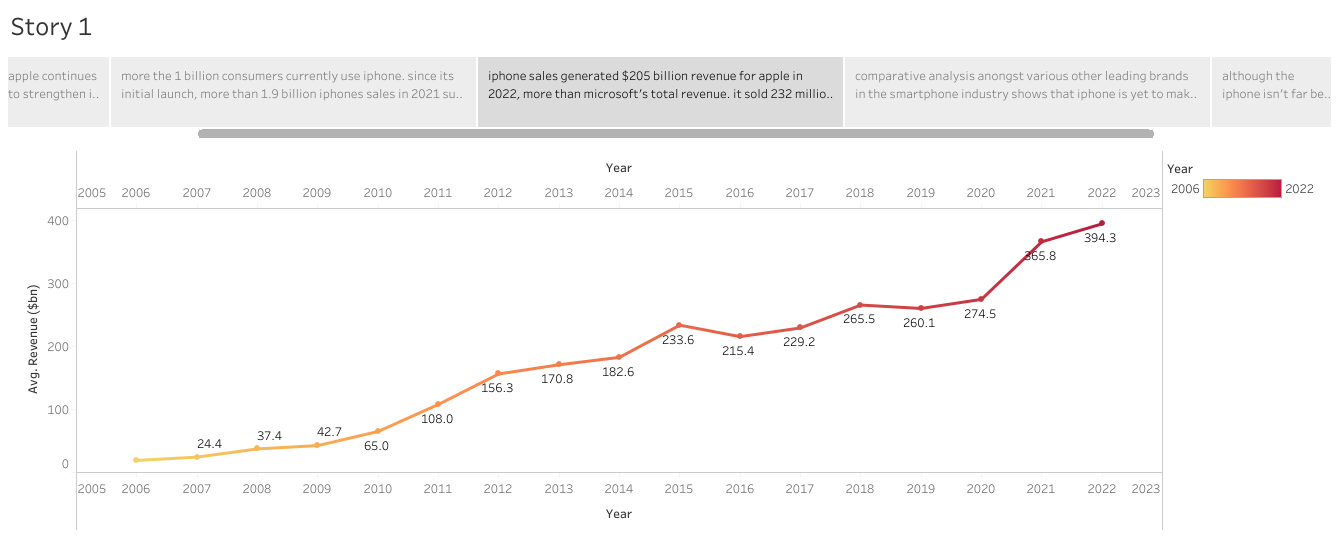 Story 1
apple continues
to strengthen i..
more the 1 billion consumers currently use iphone. since its
initial launch, more than 1.9 billion iphones sales in 2021 su..
iphone sales generated $205 billion revenue for apple in
2022, more than microsoft's total revenue. it sold 232 millio..
comparative analysis amongst various other leading brands
in the smartphone industry shows that iphone is yet to mak..
although the
iphone isn't far be..
Year
2005 2006 2007 2008 2009 2010 2011 2012 2013 2014 2015 2016 2017 2018 2019 2020 2021 2022 2023
Year
2006 2022
Avg. Revenue ($bn)
400
300
200
100
0
24.4
37.4
42.7
65.0
108.0
156.3
170.8
182.6
233.6
215.4
229.2
265.5
260.1
274.5
365.8
394.3
2005 2006 2007 2008 2009 2010 2011 2012 2013 2014 2015 2016 2017 2018 2019 2020 2021 2022 2023
Year